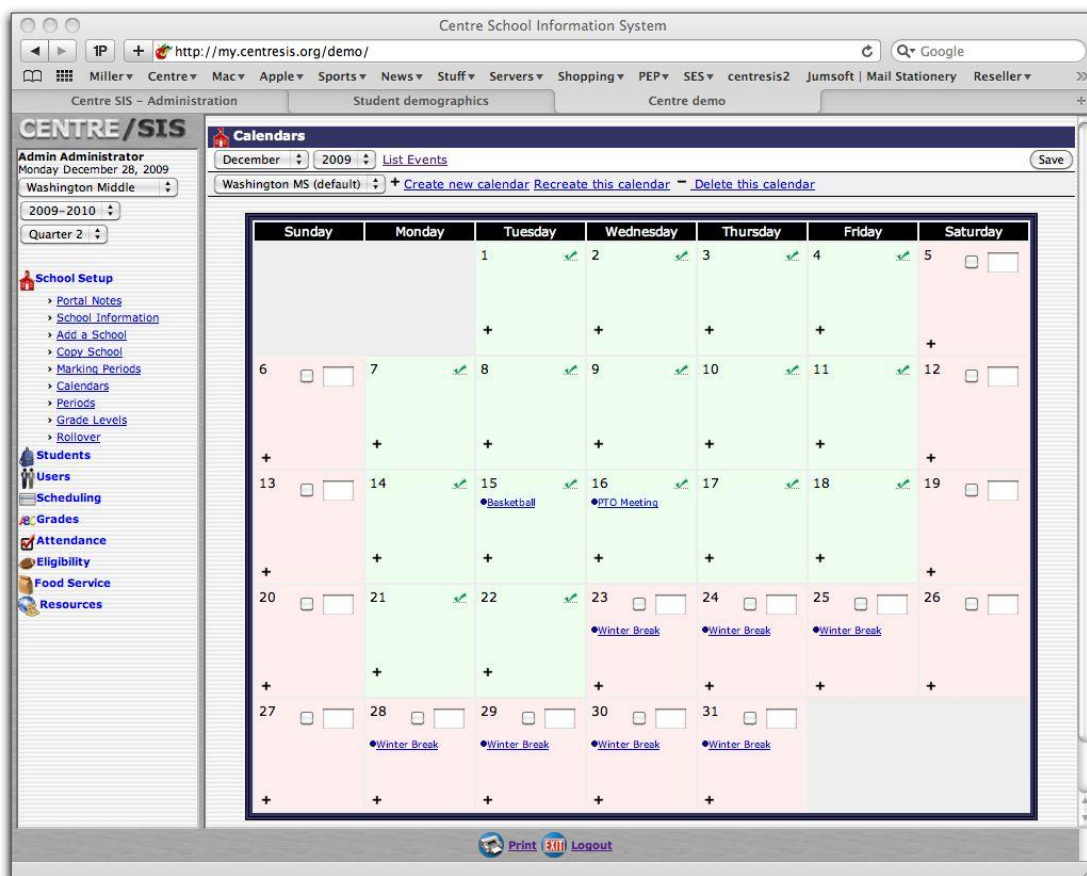 Centre School Information System
1P + http://my.centresis.org/demo/ Google
Miller Centre Mac Apple Sports News Stuff Servers Shopping PEP SES centresis2 Jumsoft | Mail Stationery Reseller
Centre SIS – Administration Student demographics Centre demo
CENTRE/SIS
Admin Administrator
Monday December 28, 2009
Washington Middle
2009-2010
Quarter 2
School Setup
Portal Notes
School Information
Add a School
Copy School
Marking Periods
Calendars
Periods
Grade Levels
Rollover
Students
Users
Scheduling
Grades
Attendance
Eligibility
Food Service
Resources
Calendars
December 2009 List Events Save
Washington MS (default) + Create new calendar Recreate this calendar – Delete this calendar
Sunday Monday Tuesday Wednesday Thursday Friday Saturday
1 2 3 4 5
+ + + + +
6 7 8 9 10 11 12
+ + + + + + +
13 14 15 16 17 18 19
Basketball PTO Meeting
+ + + + + + +
20 21 22 23 24 25 26
Winter Break Winter Break Winter Break
+ + + + + + +
27 28 29 30 31
Winter Break Winter Break Winter Break Winter Break
+ + + + +
Print EXIT Logout